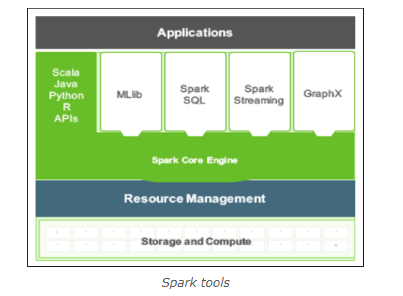 Applications
Scala
Java
Python
R
APIs
MLlib
Spark
SQL
Spark
Streaming
GraphX
Spark Core Engine
Resource Management
Storage and Compute
Spark tools